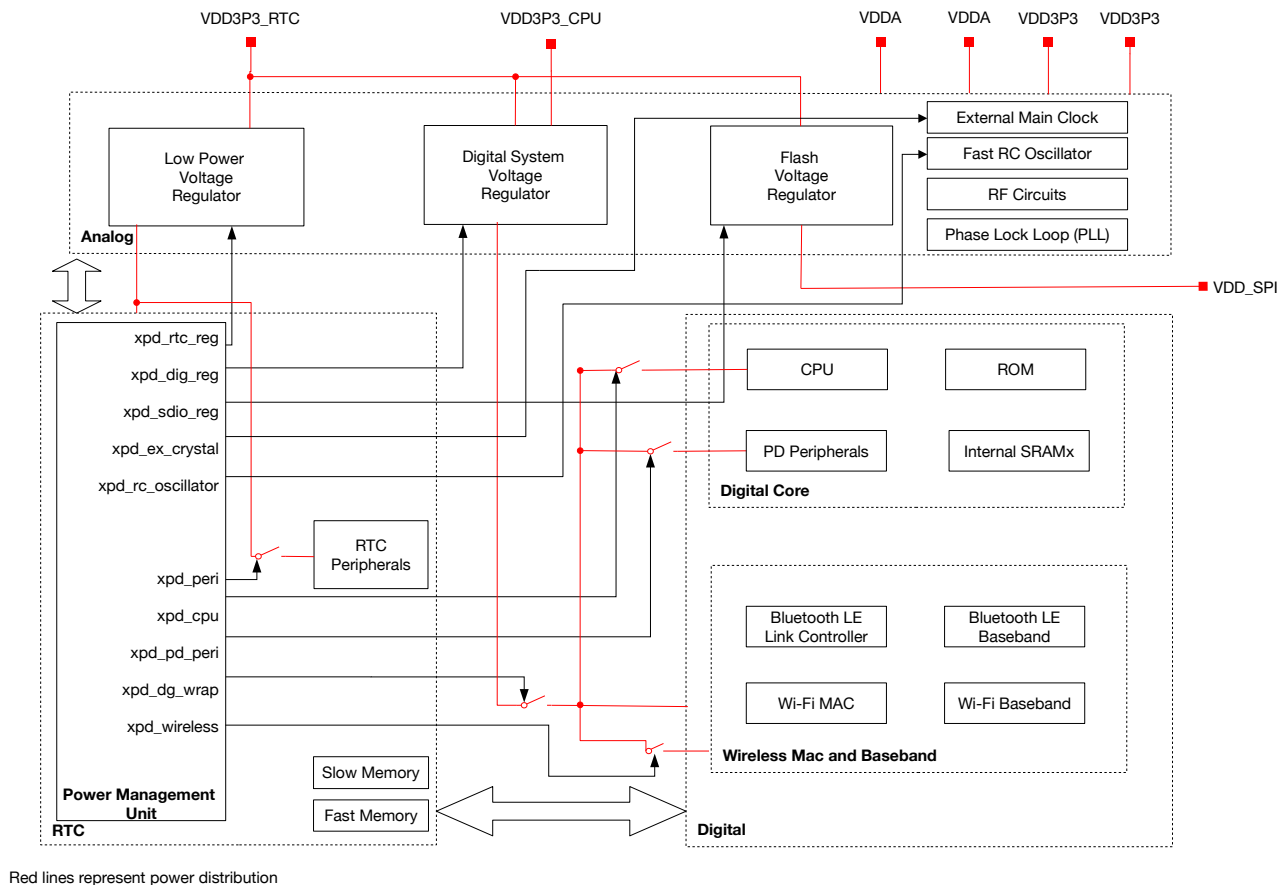 VDD3P3_RTC
VDD3P3_CPU
VDDA
VDDA
VDD3P3
VDD3P3
Low Power
Voltage
Regulator
Digital System
Voltage
Regulator
Flash
Voltage
Regulator
External Main Clock
Fast RC Oscillator
RF Circuits
Phase Lock Loop (PLL)
Analog
VDD_SPI
xpd_rtc_reg
xpd_dig_reg
xpd_sdio_reg
xpd_ex_crystal
xpd_rc_oscillator
xpd_peri
xpd_cpu
xpd_pd_peri
xpd_dg_wrap
xpd_wireless
Power Management
Unit
RTC
Peripherals
Slow Memory
Fast Memory
RTC
CPU
ROM
PD Peripherals
Internal SRAMx
Digital Core
Bluetooth LE
Link Controller
Bluetooth LE
Baseband
Wi-Fi MAC
Wi-Fi Baseband
Wireless Mac and Baseband
Digital
Red lines represent power distribution